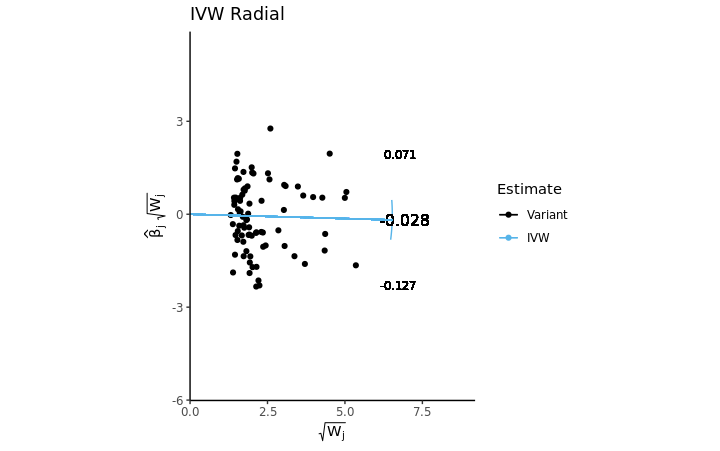 IVW Radial
3
0
-3
-6
β̂j √Wj
0.071
-0.028
-0.127
0.0 2.5 5.0 7.5
√Wj
Estimate
Variant
IVW